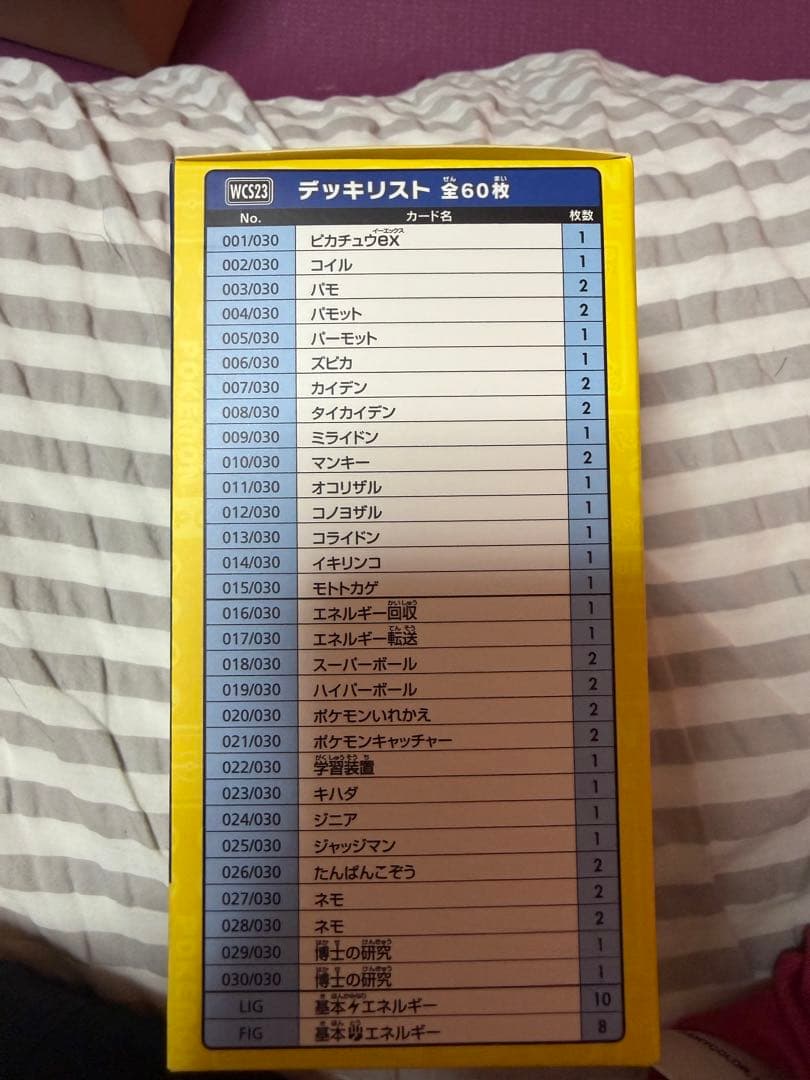 WCS23 デッキリスト 全60枚
No. カード名 枚数
001/030 ピカチュウex 1
002/030 コイル 1
003/030 パモ 2
004/030 パモット 2
005/030 パーモット 1
006/030 ズピカ 1
007/030 カイデン 2
008/030 タイカイデン 2
009/030 ミライドン 1
010/030 マンキー 2
011/030 オコリザル 1
012/030 コノヨザル 1
013/030 コライドン 1
014/030 イキリンコ 1
015/030 モトトカゲ 1
016/030 エネルギー回収 1
017/030 エネルギー転送 1
018/030 スーパーボール 2
019/030 ハイパーボール 2
020/030 ポケモンいれかえ 2
021/030 ポケモンキャッチャー 2
022/030 学習装置 1
023/030 キハダ 1
024/030 ジニア 1
025/030 ジャッジマン 1
026/030 たんぱんこぞう 2
027/030 ネモ 2
028/030 ネモ 2
029/030 博士の研究 1
030/030 博士の研究 1
LIG 基本エネルギー 10
FIG 基本エネルギー 8